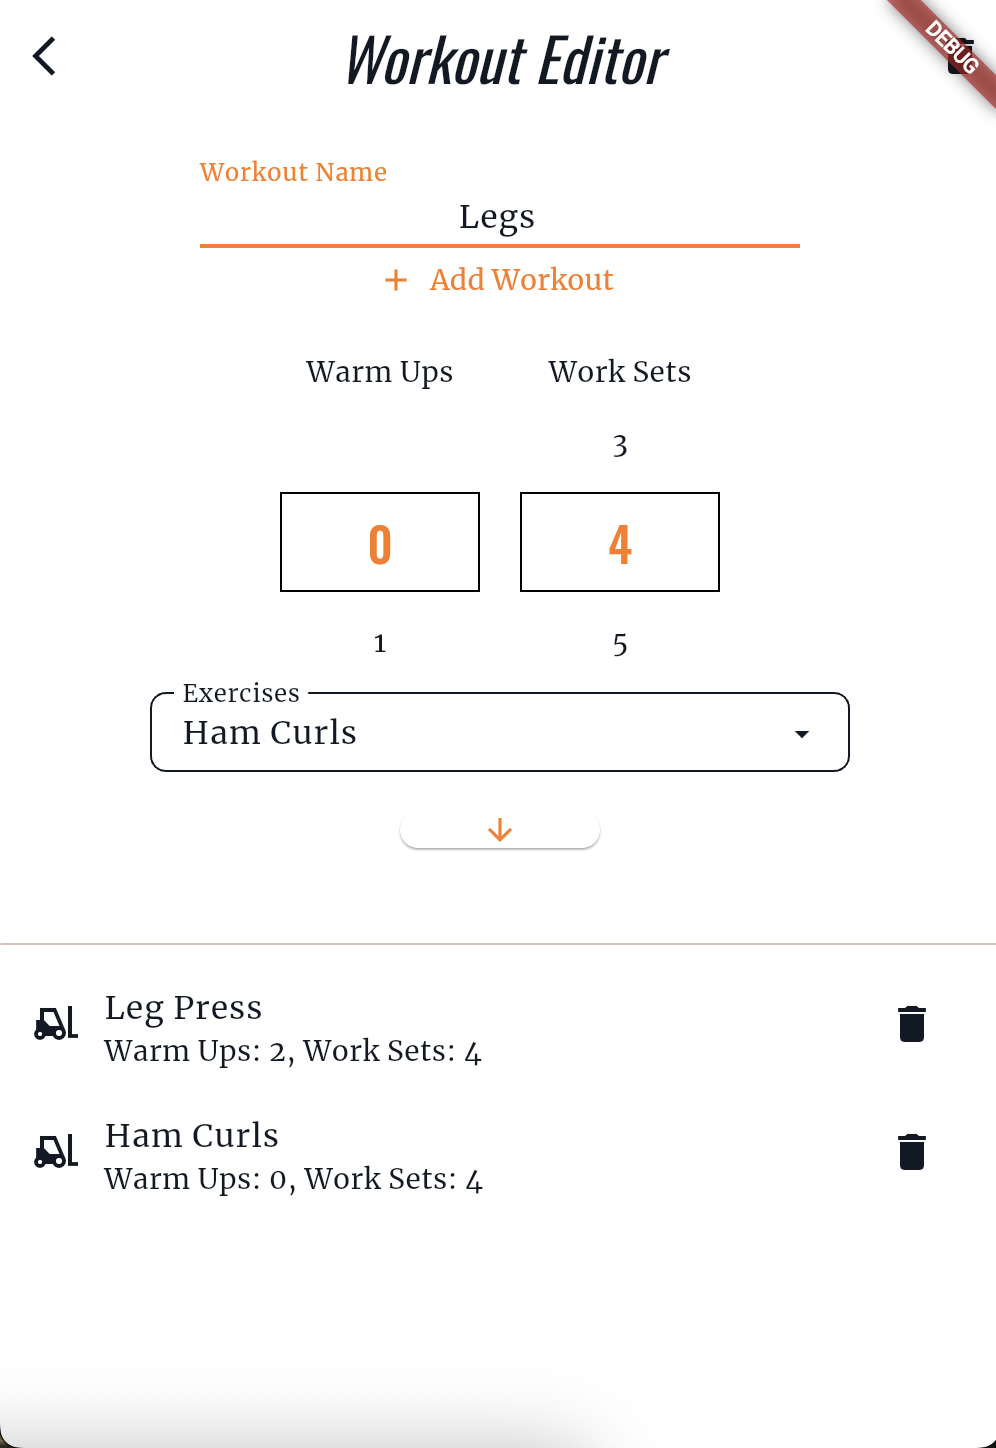 Workout Editor
DEBUG
Workout Name
Legs
+ Add Workout
Warm Ups Work Sets
3
0 4
1 5
Exercises
Ham Curls
Leg Press
Warm Ups: 2, Work Sets: 4
Ham Curls
Warm Ups: 0, Work Sets: 4